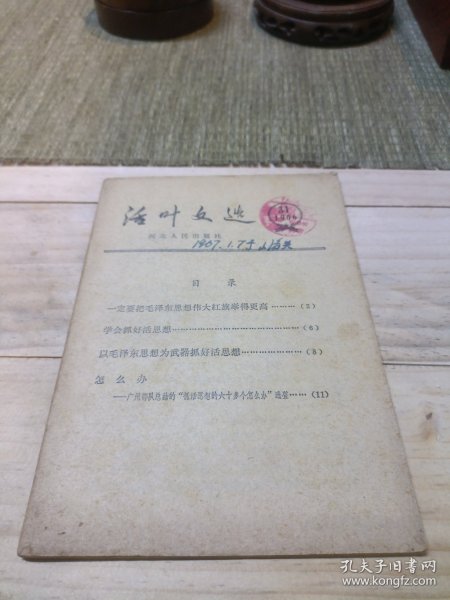 活叶文选
31
1966
河北人民出版社
1967.1.7于山海关
目 录
一定要把毛泽东思想伟大红旗举得更高………(2)
学会抓好活思想………………………………(6)
以毛泽东思想为武器抓好活思想………………(8)
怎 么 办
——广州部队总结的“抓活思想的六十多个怎么办”选登……(11)
孔夫子旧书网
www.kongfz.com